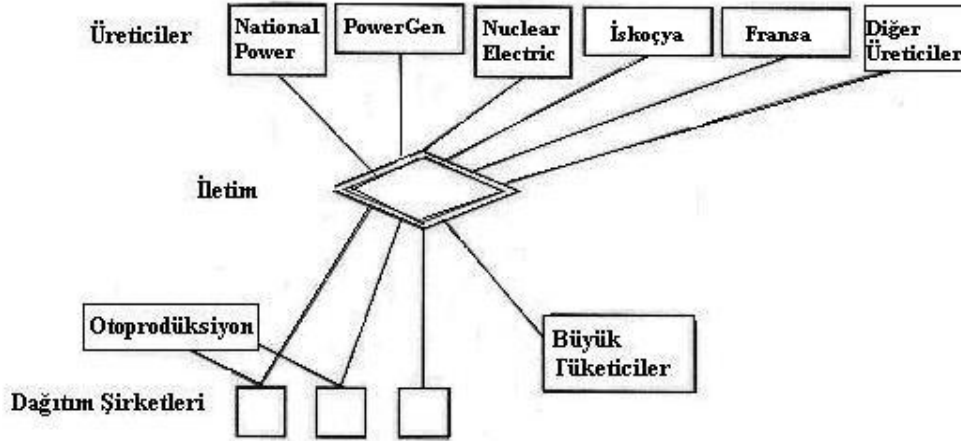 Üreticiler
National
Power
PowerGen
Nuclear
Electric
İskoçya
Fransa
Diğer
Üreticiler
İletim
Otoprodüksiyon
Büyük
Tüketiciler
Dağıtım Şirketleri